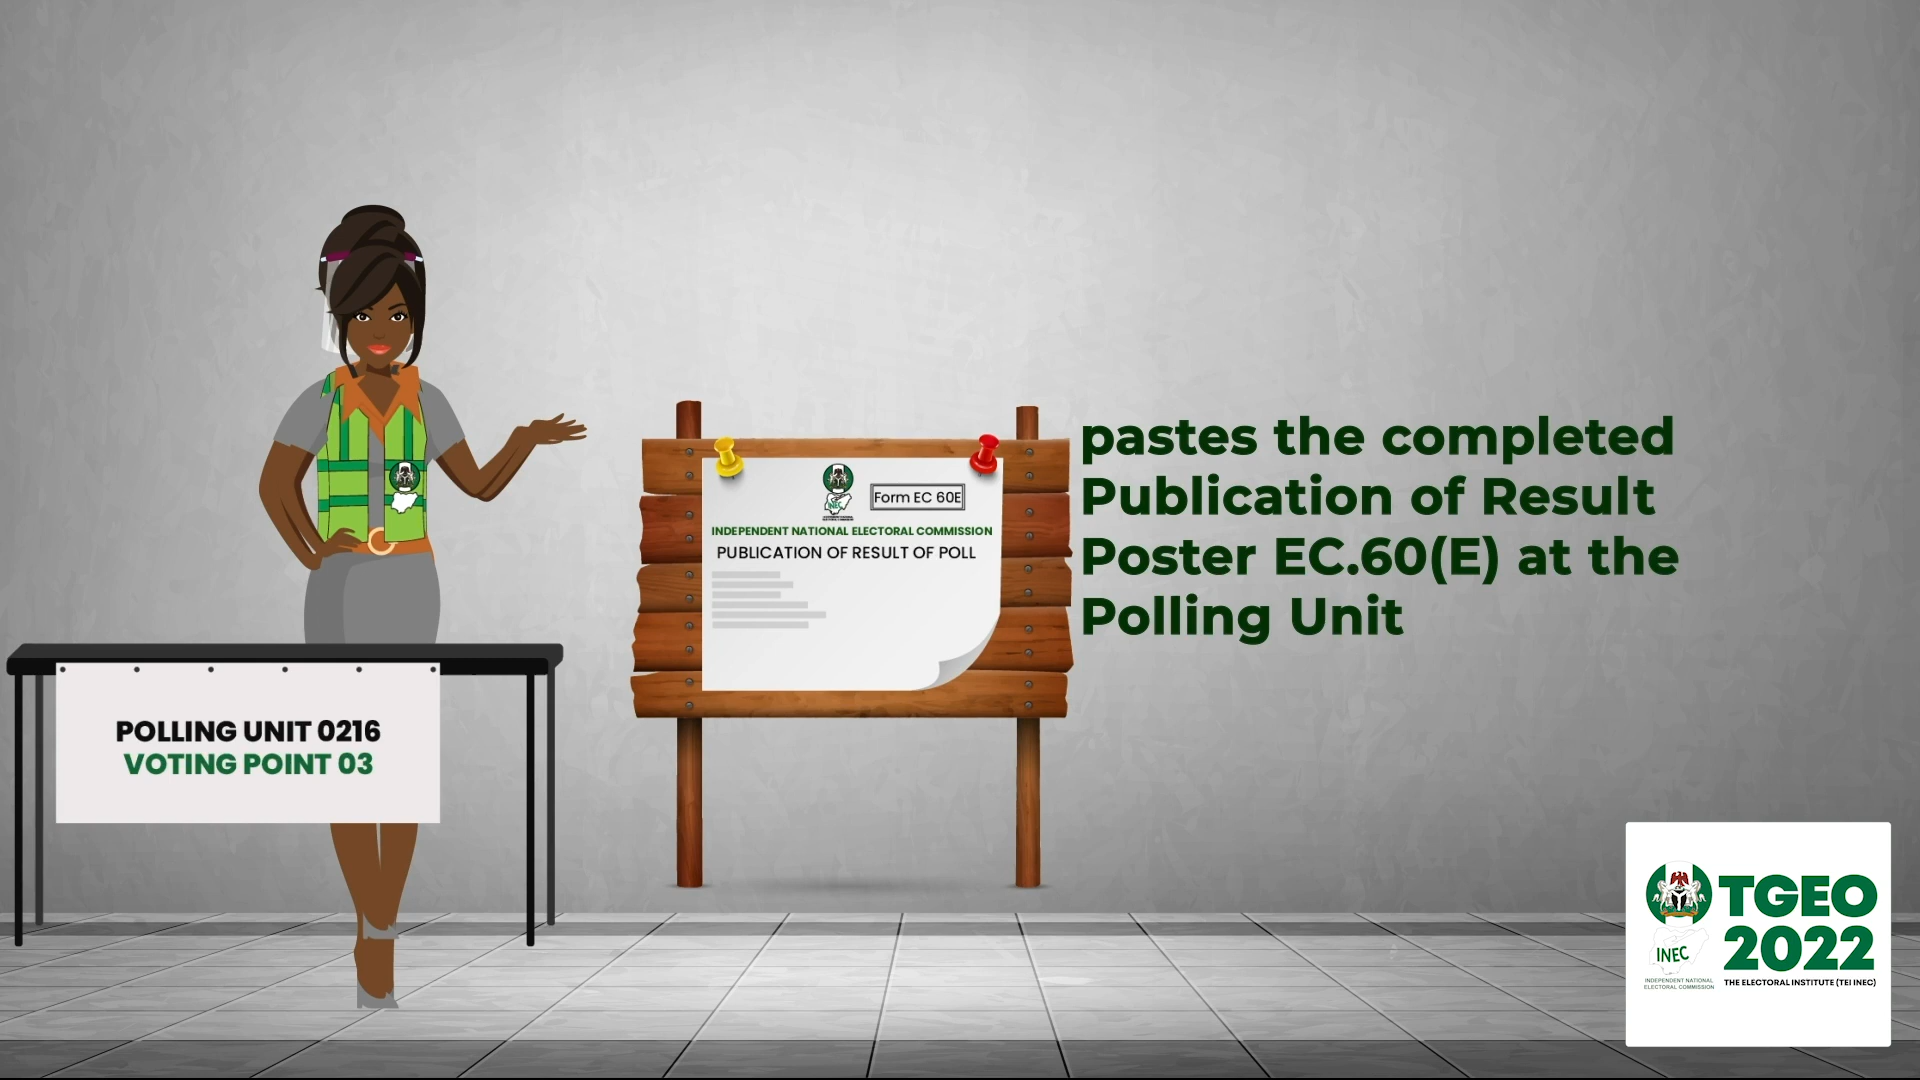 pastes the completed
Publication of Result
Poster EC.60(E) at the
Polling Unit
Form EC 60E
INDEPENDENT NATIONAL ELECTORAL COMMISSION
PUBLICATION OF RESULT OF POLL
POLLING UNIT 0216
VOTING POINT 03
TGEO
2022
THE ELECTORAL INSTITUTE (TEI INEC)
INEC
INDEPENDENT NATIONAL
ELECTORAL COMMISSION